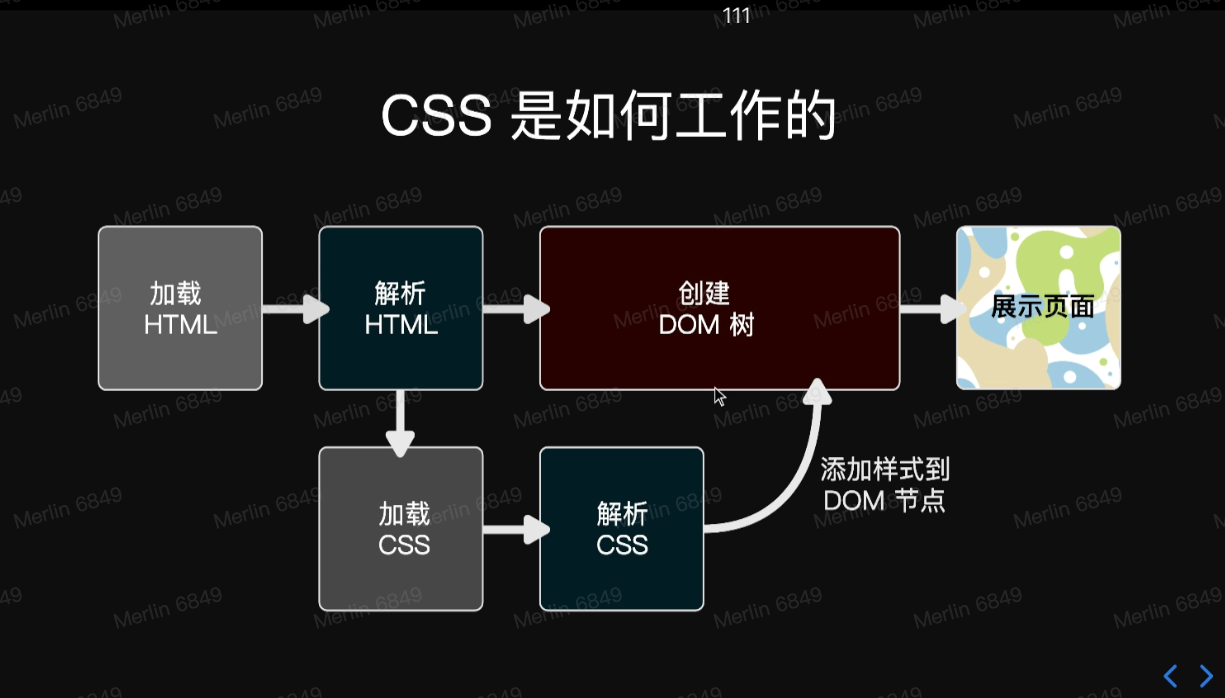 111
CSS 是如何工作的
加载
HTML
解析
HTML
创建
DOM 树
展示页面
加载
CSS
解析
CSS
添加样式到
DOM 节点
Merlin 6849